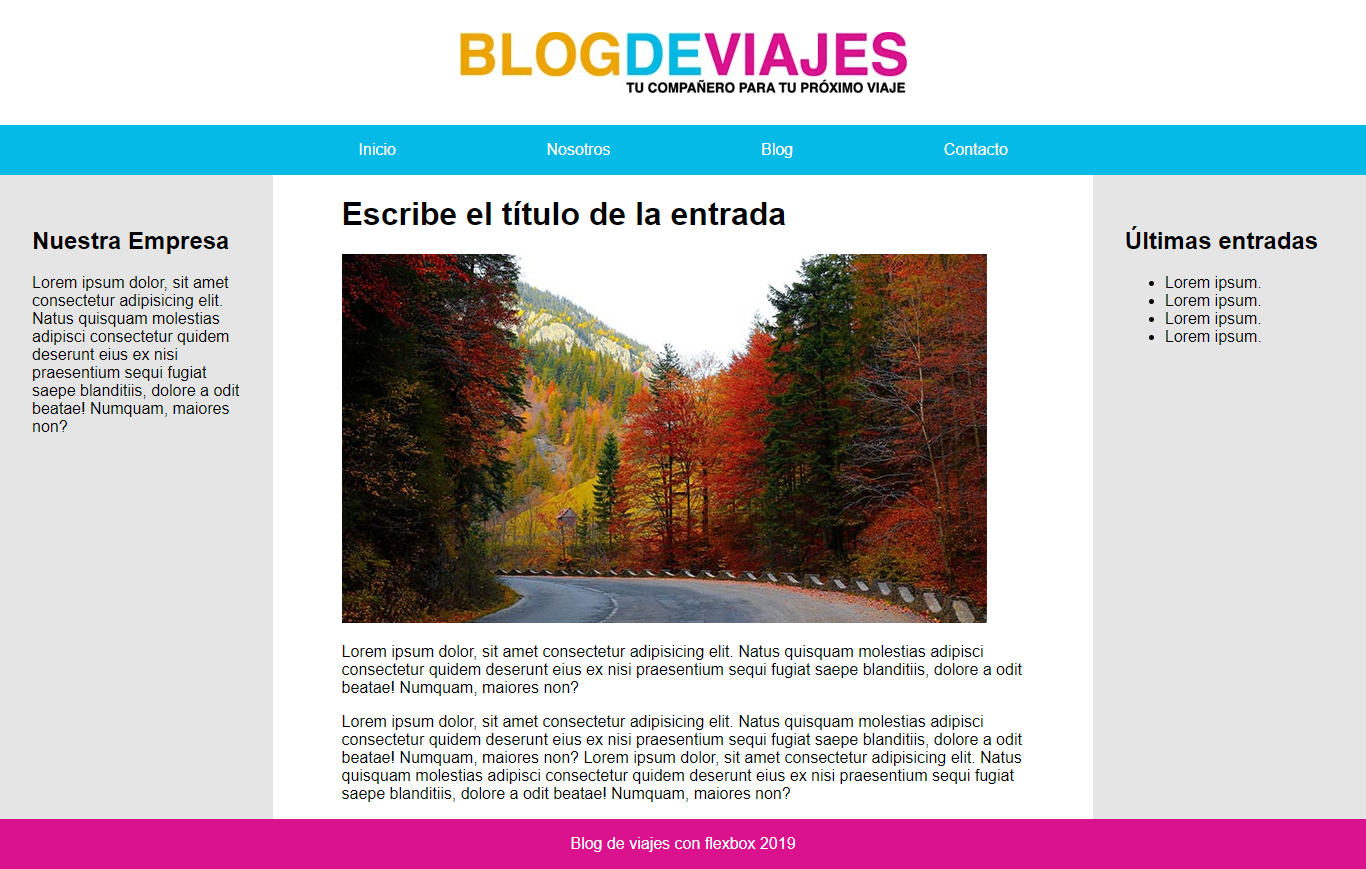 BLOGDEVIAJES
TU COMPAÑERO PARA TU PRÓXIMO VIAJE
Inicio
Nosotros
Blog
Contacto
Nuestra Empresa
Lorem ipsum dolor, sit amet
consectetur adipisicing elit.
Natus quisquam molestias
adipisci consectetur quidem
deserunt eius ex nisi
praesentium sequi fugiat
saepe blanditiis, dolore a odit
beatae! Numquam, maiores
non?
Escribe el título de la entrada
Lorem ipsum dolor, sit amet consectetur adipisicing elit. Natus quisquam molestias adipisci
consectetur quidem deserunt eius ex nisi praesentium sequi fugiat saepe blanditiis, dolore a odit
beatae! Numquam, maiores non?
Lorem ipsum dolor, sit amet consectetur adipisicing elit. Natus quisquam molestias adipisci
consectetur quidem deserunt eius ex nisi praesentium sequi fugiat saepe blanditiis, dolore a odit
beatae! Numquam, maiores non? Lorem ipsum dolor, sit amet consectetur adipisicing elit. Natus
quisquam molestias adipisci consectetur quidem deserunt eius ex nisi praesentium sequi fugiat
saepe blanditiis, dolore a odit beatae! Numquam, maiores non?
Últimas entradas
• Lorem ipsum.
• Lorem ipsum.
• Lorem ipsum.
• Lorem ipsum.
Blog de viajes con flexbox 2019